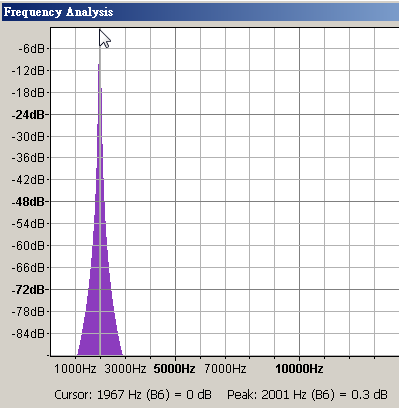 Frequency Analysis
-6dB
-12dB
-18dB
-24dB
-30dB
-36dB
-42dB
-48dB
-54dB
-60dB
-66dB
-72dB
-78dB
-84dB
1000Hz 3000Hz 5000Hz 7000Hz 10000Hz
Cursor: 1967 Hz (B6) = 0 dB Peak: 2001 Hz (B6) = 0.3 dB